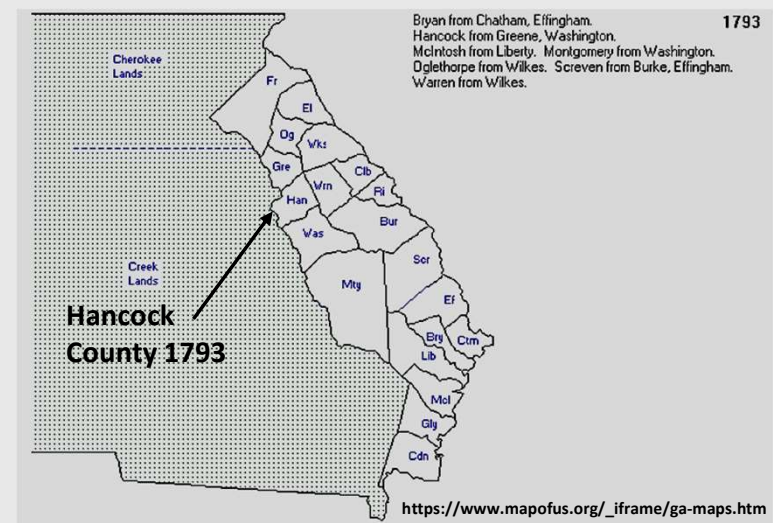 Bryan from Chatham, Effingham.
1793
Hancock from Greene, Washington.
McIntosh from Liberty. Montgomery from Washington.
Oglethorpe from Wilkes. Screven from Burke, Effingham.
Warren from Wilkes.
Cherokee
Lands
Fr
El
Og
Wks
Gre
Clb
Wrn
Ri
Han
Bur
Was
Scr
Creek
Lands
Mty
Ef
Hancock
County 1793
Bry
Ctm
Lib
McI
Gly
Cdn
https://www.mapofus.org/_iframe/ga-maps.htm